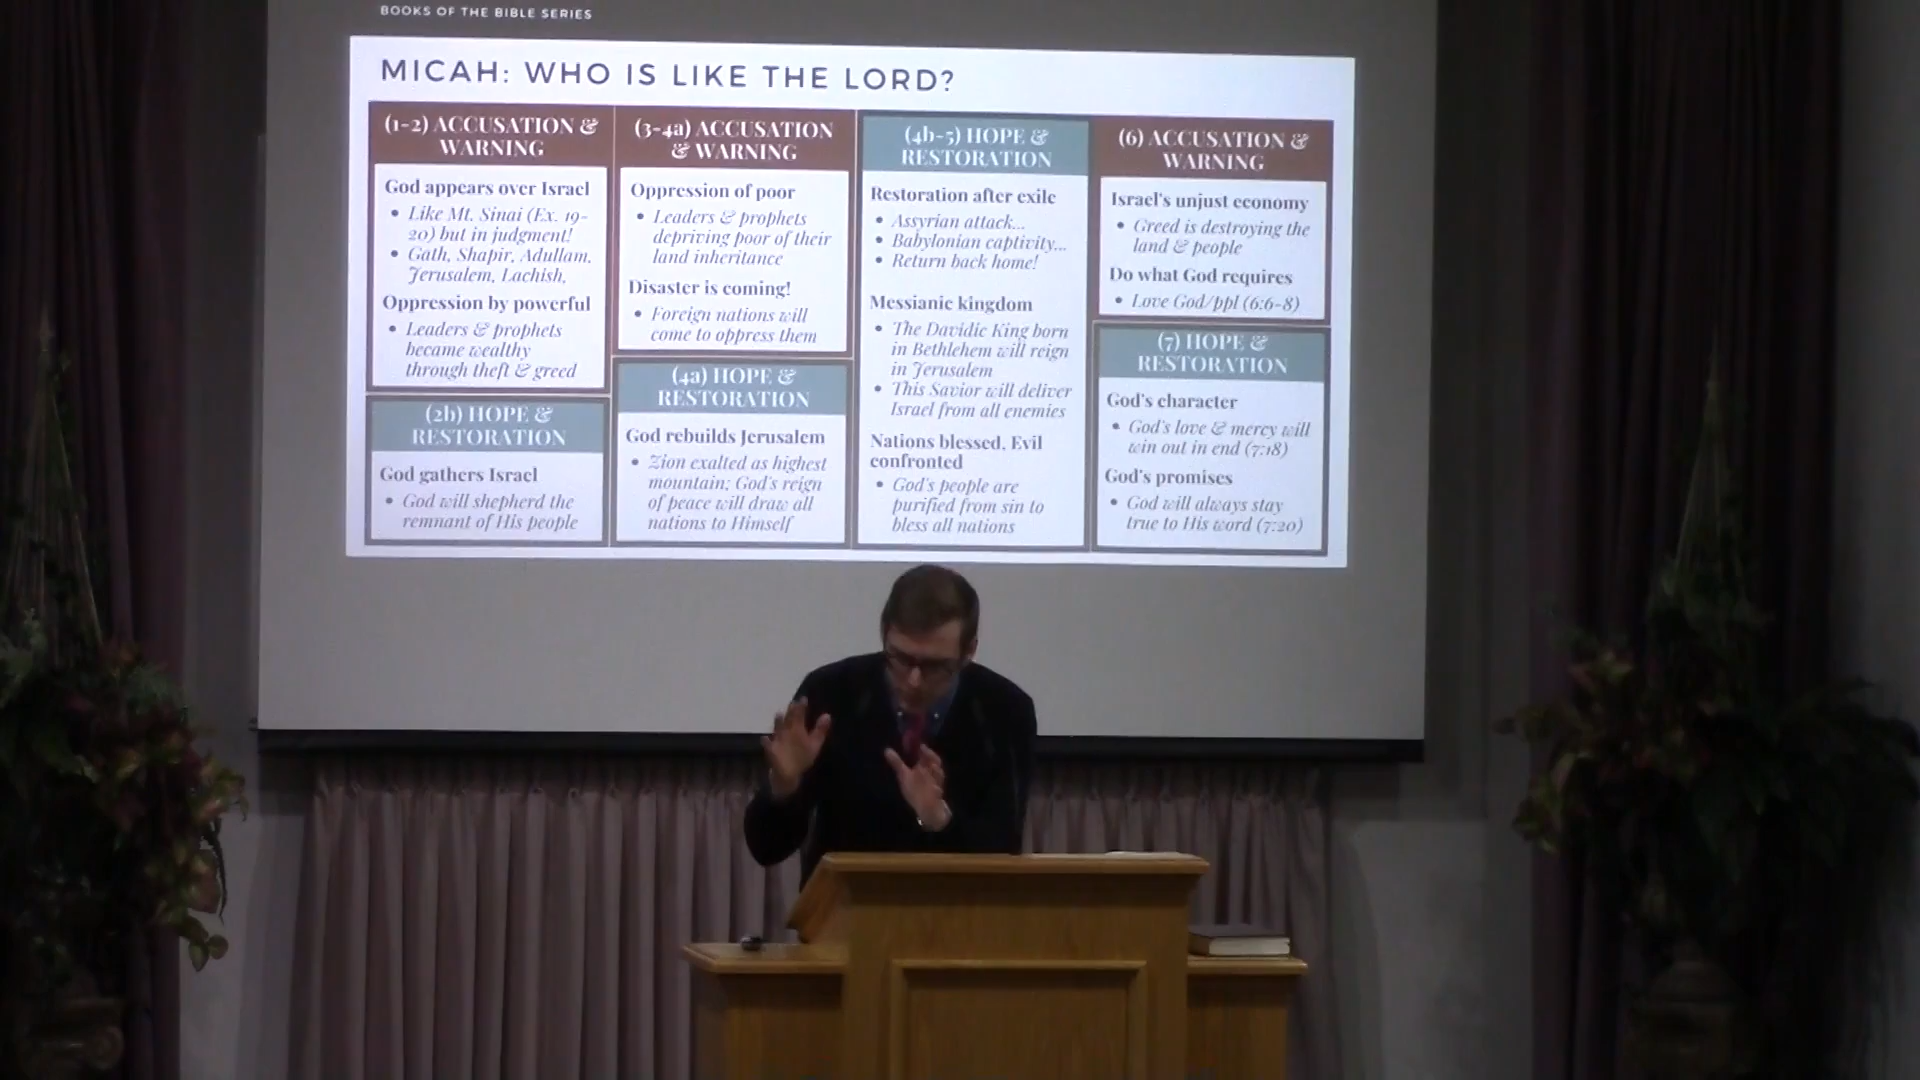 BOOKS OF THE BIBLE SERIES
MICAH: WHO IS LIKE THE LORD?
(1-2) ACCUSATION &
WARNING
God appears over Israel
• Like Mt. Sinai (Ex. 19-
20) but in judgment!
• Gath, Shapir, Adullam,
Jerusalem, Lachish,
Oppression by powerful
• Leaders & prophets
became wealthy
through theft & greed
(2b) HOPE &
RESTORATION
God gathers Israel
• God will shepherd the
remnant of His people
(3-4a) ACCUSATION
& WARNING
Oppression of poor
• Leaders & prophets
depriving poor of their
land inheritance
Disaster is coming!
• Foreign nations will
come to oppress them
(4a) HOPE &
RESTORATION
God rebuilds Jerusalem
• Zion exalted as highest
mountain; God's reign
of peace will draw all
nations to Himself
(4b-5) HOPE &
RESTORATION
Restoration after exile
• Assyrian attack...
• Babylonian captivity...
• Return back home!
Messianic kingdom
• The Davidic King born
in Bethlehem will reign
in Jerusalem
• This Savior will deliver
Israel from all enemies
Nations blessed, Evil
confronted
• God's people are
purified from sin to
bless all nations
(6) ACCUSATION &
WARNING
Israel's unjust economy
• Greed is destroying the
land & people
Do what God requires
• Love God/ppl (6:6-8)
(7) HOPE &
RESTORATION
God's character
• God's love & mercy will
win out in end (7:18)
God's promises
• God will always stay
true to His word (7:20)